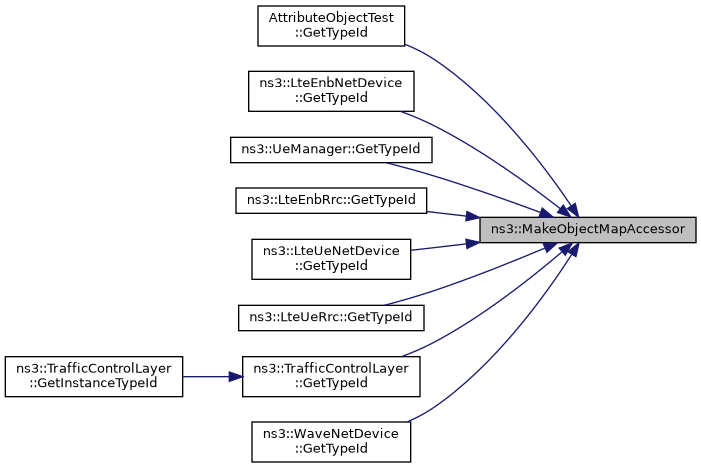 AttributeObjectTest
::GetTypeId
ns3::LteEnbNetDevice
::GetTypeId
ns3::UeManager::GetTypeId
ns3::LteEnbRrc::GetTypeId
ns3::MakeObjectMapAccessor
ns3::LteUeNetDevice
::GetTypeId
ns3::LteUeRrc::GetTypeId
ns3::TrafficControlLayer
::GetInstanceTypeId
ns3::TrafficControlLayer
::GetTypeId
ns3::WaveNetDevice
::GetTypeId